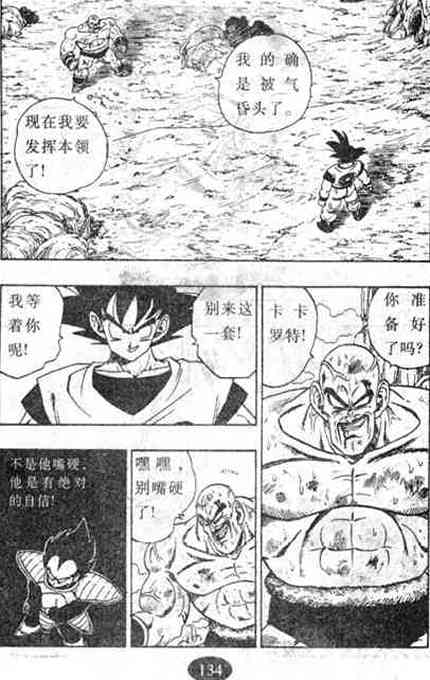 我的确
是被气
昏头了。
现在我要
发挥本领
了！
你准
备好
了吗？
卡卡
罗特！
别来这
一套！
我等
着你
呢！
嘿嘿，
别嘴硬
了！
不是他嘴硬，
他是有绝对
的自信！
134